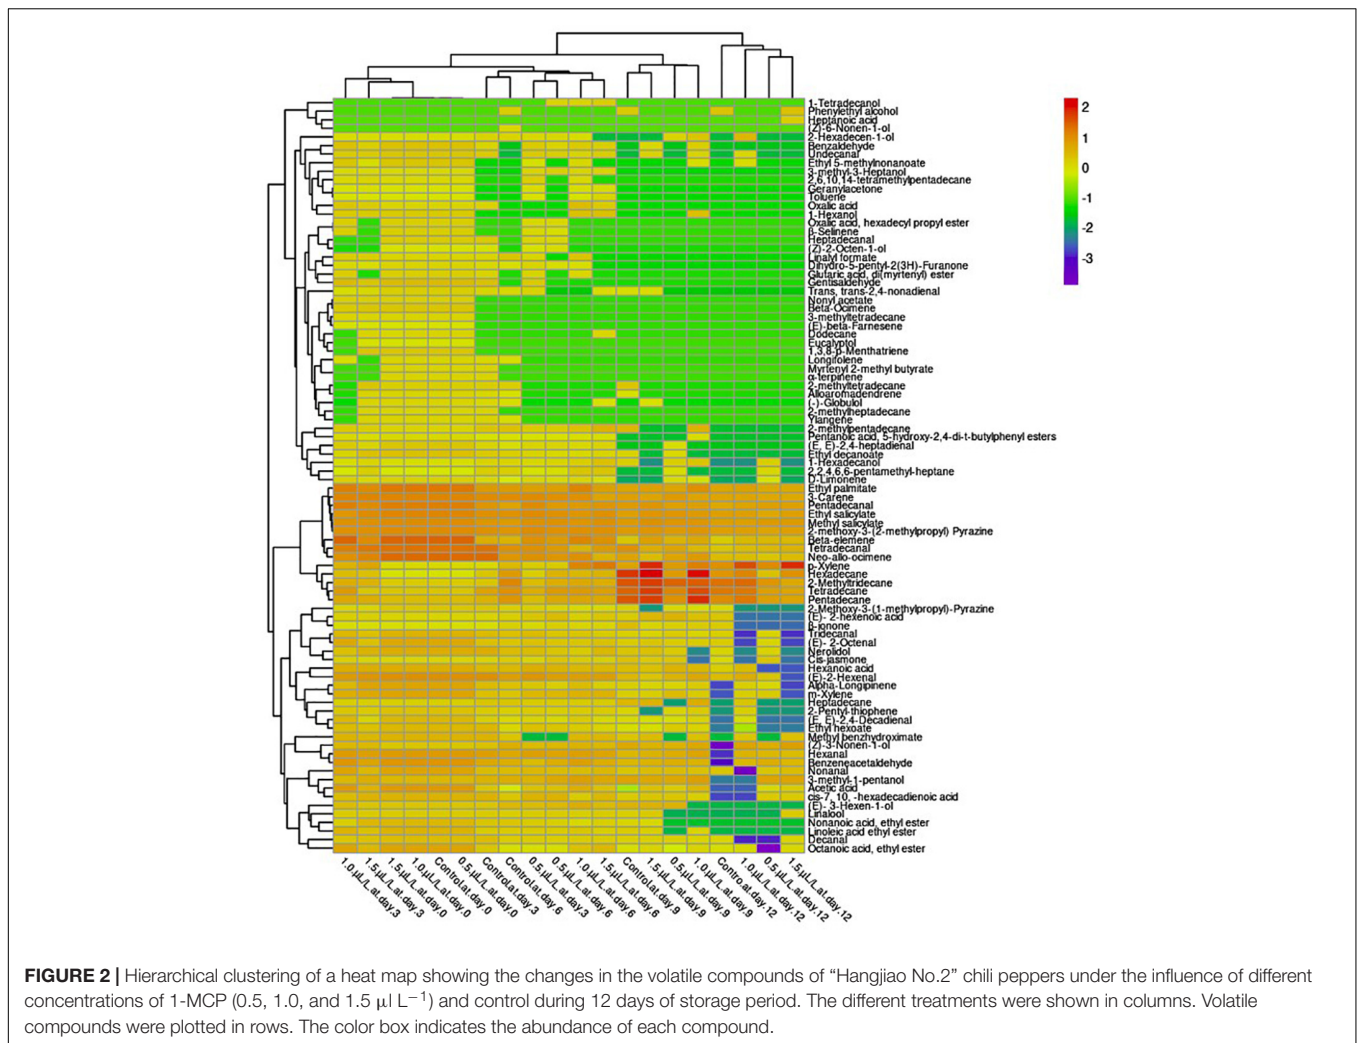 1-Tetradecanol
Phenylethyl alcohol
Heptanoic acid
(Z)-6-Nonen-1-ol
2-Hexadecen-1-ol
Benzaldehyde
Undecanal
Ethyl 5-methylnonanoate
3-methyl-3-Heptanol
2,6,10,14-tetramethylpentadecane
Geranylacetone
Toluene
Oxalic acid
1-Hexanol
Oxalic acid, hexadecyl propyl ester
β-Selinene
Heptadecanal
(Z)-2-Octen-1-ol
Linalyl formate
Dihydro-5-pentyl-2(3H)-Furanone
Glutaric acid, di(myrtenyl) ester
Gentisaldehyde
Trans, trans-2,4-nonadienal
Nonyl acetate
Beta-Ocimene
3-methyltetradecane
(E)-beta-Farnesene
Dodecane
Eucalyptol
1,3,8-p-Menthatriene
Longifolene
Myrtenyl 2-methyl butyrate
α-terpinene
2-methyltetradecane
Alloaromadendrene
(-)-Globulol
2-methylheptadecane
Ylangene
2-methylpentadecane
Pentanoic acid, 5-hydroxy-2,4-di-t-butylphenyl esters
(E, E)-2,4-heptadienal
Ethyl decanoate
1-Hexadecanol
2,2,4,6,6-pentamethyl-heptane
D-Limonene
Ethyl palmitate
3-Carene
Pentadecanal
Ethyl salicylate
Methyl salicylate
2-methoxy-3-(2-methylpropyl) Pyrazine
Beta-elemene
Tetradecanal
Neo-allo-ocimene
p-Xylene
Hexadecane
2-Methyltridecane
Tetradecane
Pentadecane
2-Methoxy-3-(1-methylpropyl)-Pyrazine
(E)- 2-hexenoic acid
β-ionone
Tridecanal
(E)- 2-Octenal
Nerolidol
Cis-jasmone
Hexanoic acid
(E)-2-Hexenal
Alpha-Longipinene
m-Xylene
Heptadecane
2-Pentyl-thiophene
(E, E)-2,4-Decadienal
Ethyl hexoate
Methyl benzhydroximate
(Z)-3-Nonen-1-ol
Hexanal
Benzeneacetaldehyde
Nonanal
3-methyl-1-pentanol
Acetic acid
cis-7, 10, -hexadecadienoic acid
(E)- 3-Hexen-1-ol
Linalool
Nonanoic acid, ethyl ester
Linoleic acid ethyl ester
Decanal
Octanoic acid, ethyl ester
2
1
0
-1
-2
-3
1.0.µL/L.at.day.3
1.5.µL/L.at.day.3
1.5.µL/L.at.day.0
1.0.µL/L.at.day.0
Control.at.day.0
0.5.µL/L.at.day.0
Control.at.day.3
Control.at.day.6
0.5.µL/L.at.day.3
0.5.µL/L.at.day.6
1.0.µL/L.at.day.6
1.5.µL/L.at.day.6
Control.at.day.9
1.5.µL/L.at.day.9
0.5.µL/L.at.day.9
1.0.µL/L.at.day.9
Control.at.day.12
1.0.µL/L.at.day.12
0.5.µL/L.at.day.12
1.5.µL/L.at.day.12
FIGURE 2 | Hierarchical clustering of a heat map showing the changes in the volatile compounds of “Hangjiao No.2” chili peppers under the influence of different
concentrations of 1-MCP (0.5, 1.0, and 1.5 µl L−1) and control during 12 days of storage period. The different treatments were shown in columns. Volatile
compounds were plotted in rows. The color box indicates the abundance of each compound.